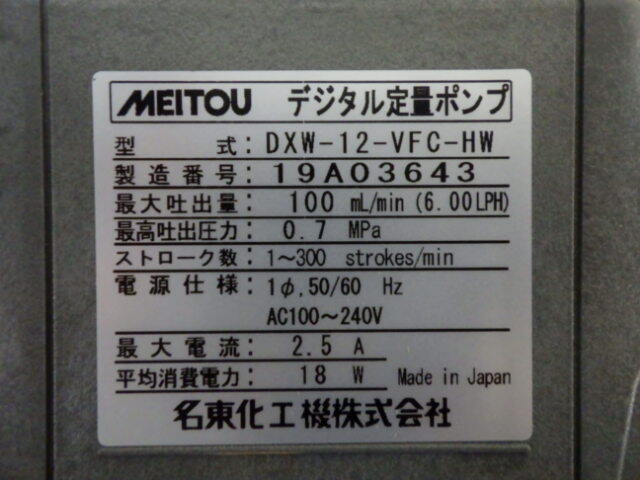 MEITOU デジタル定量ポンプ
型 式: DXW-12-VFC-HW
製造番号: 19A03643
最大吐出量: 100 mL/min (6.00LPH)
最高吐出圧力: 0.7 MPa
ストローク数: 1~300 strokes/min
電源仕様: 1φ,50/60 Hz
AC100~240V
最大電流: 2.5 A
平均消費電力: 18 W Made in Japan
名東化工機株式会社